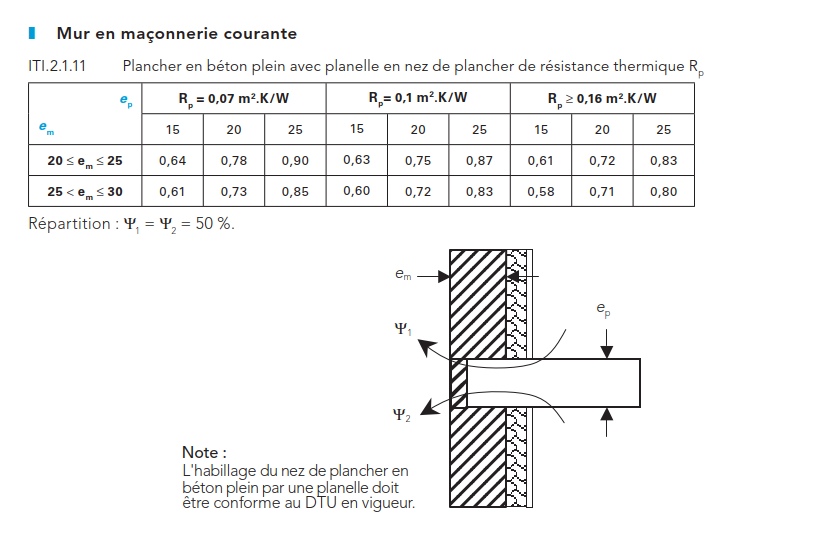 Mur en maçonnerie courante
ITI.2.1.11 Plancher en béton plein avec planelle en nez de plancher de résistance thermique Rp
ep Rp = 0,07 m².K/W Rp= 0,1 m².K/W Rp ≥ 0,16 m².K/W
em 15 20 25 15 20 25 15 20 25
20 ≤ em ≤ 25 0,64 0,78 0,90 0,63 0,75 0,87 0,61 0,72 0,83
25 < em ≤ 30 0,61 0,73 0,85 0,60 0,72 0,83 0,58 0,71 0,80
Répartition : Ψ1 = Ψ2 = 50 %.
em
ep
Ψ1
Ψ2
Note :
L'habillage du nez de plancher en
béton plein par une planelle doit
être conforme au DTU en vigueur.